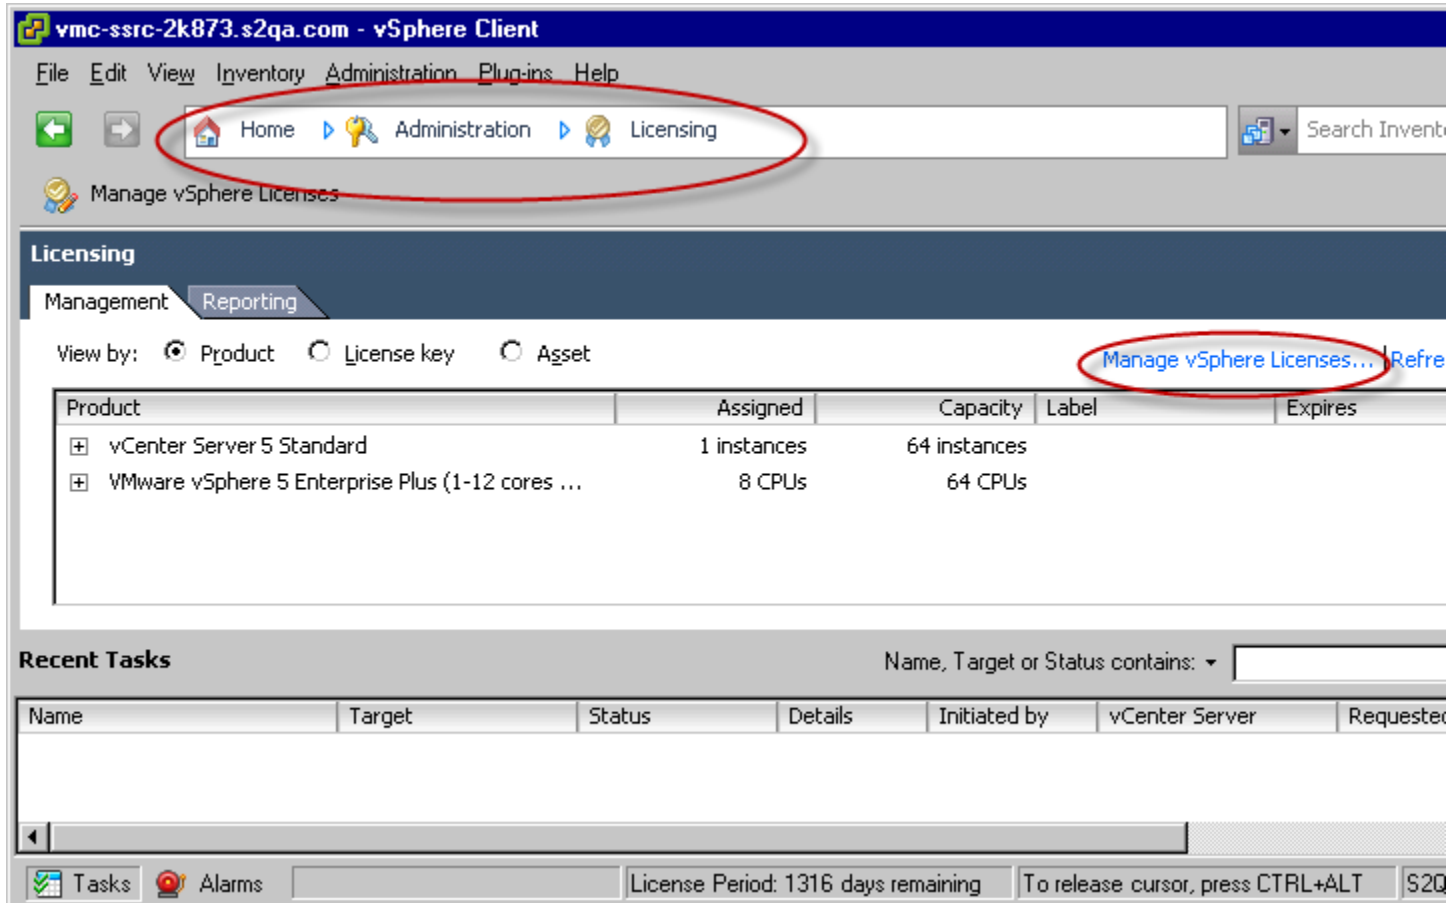 vmc-ssrc-2k873.s2qa.com - vSphere Client
File Edit View Inventory Administration Plug-ins Help
Home Administration Licensing Search Invent
Manage vSphere Licenses
Licensing
Management Reporting
View by: Product License key Asset Manage vSphere Licenses... Refre
Product Assigned Capacity Label Expires
vCenter Server 5 Standard 1 instances 64 instances
VMware vSphere 5 Enterprise Plus (1-12 cores ... 8 CPUs 64 CPUs
Recent Tasks Name, Target or Status contains:
Name Target Status Details Initiated by vCenter Server Requested
Tasks Alarms License Period: 1316 days remaining To release cursor, press CTRL+ALT S2Q